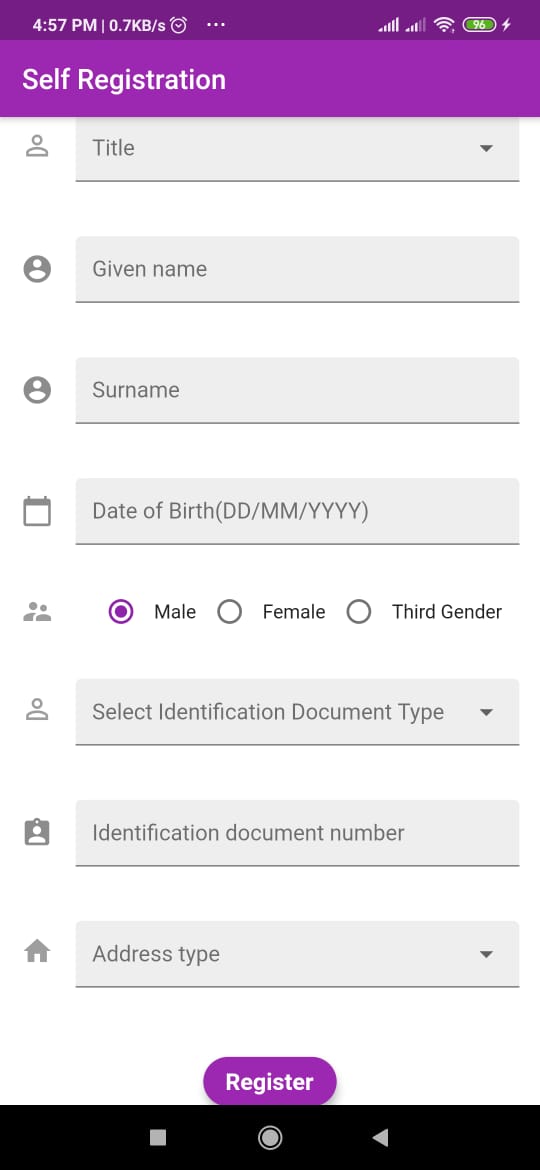 4:57 PM | 0.7KB/s ... 96
Self Registration
Title
Given name
Surname
Date of Birth(DD/MM/YYYY)
Male Female Third Gender
Select Identification Document Type
Identification document number
Address type
Register